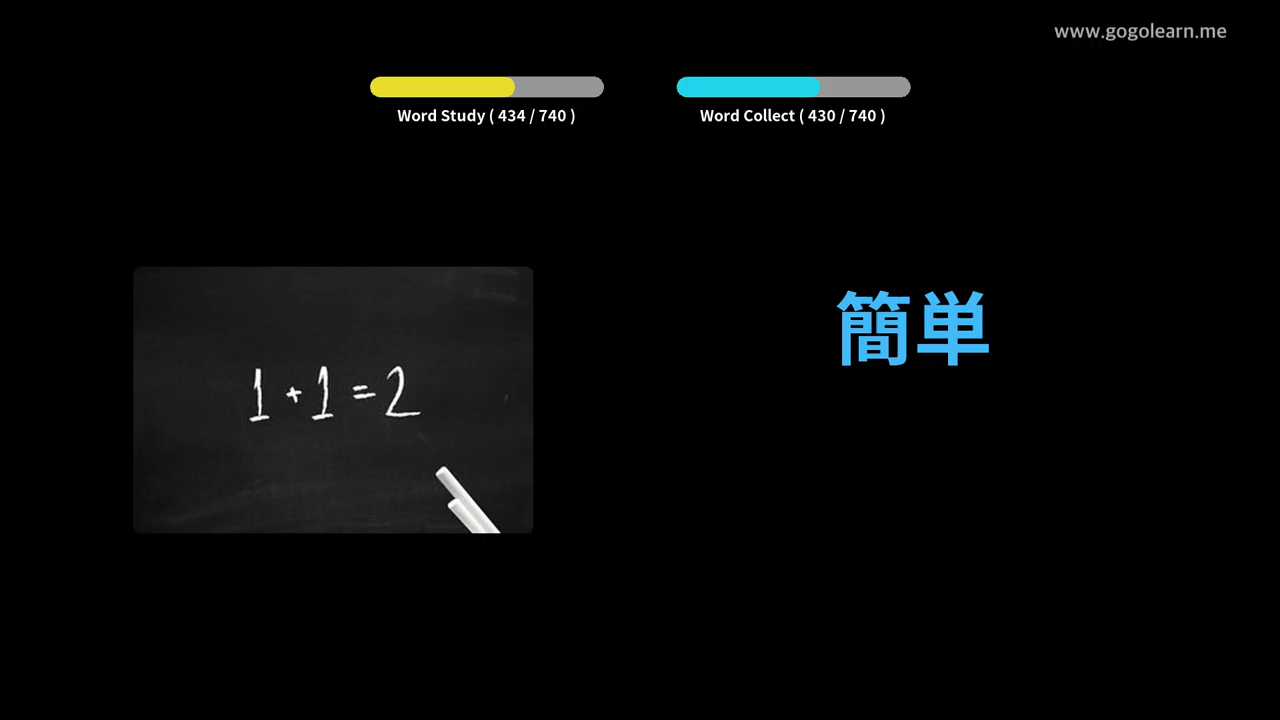 www.gogolearn.me
Word Study ( 434 / 740 )
Word Collect ( 430 / 740 )
簡単
1 + 1 = 2